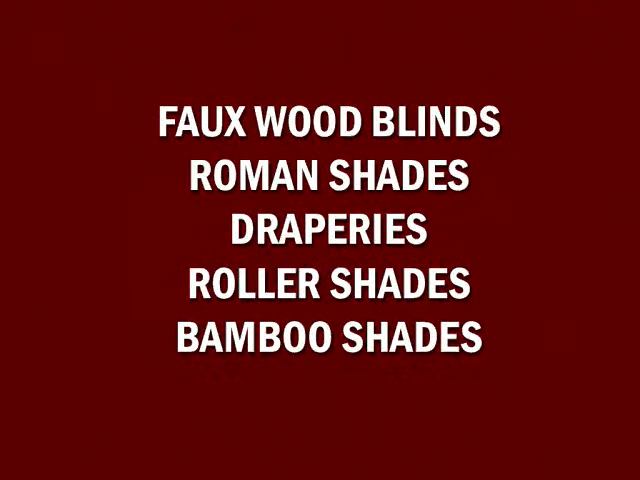 FAUX WOOD BLINDS
ROMAN SHADES
DRAPERIES
ROLLER SHADES
BAMBOO SHADES